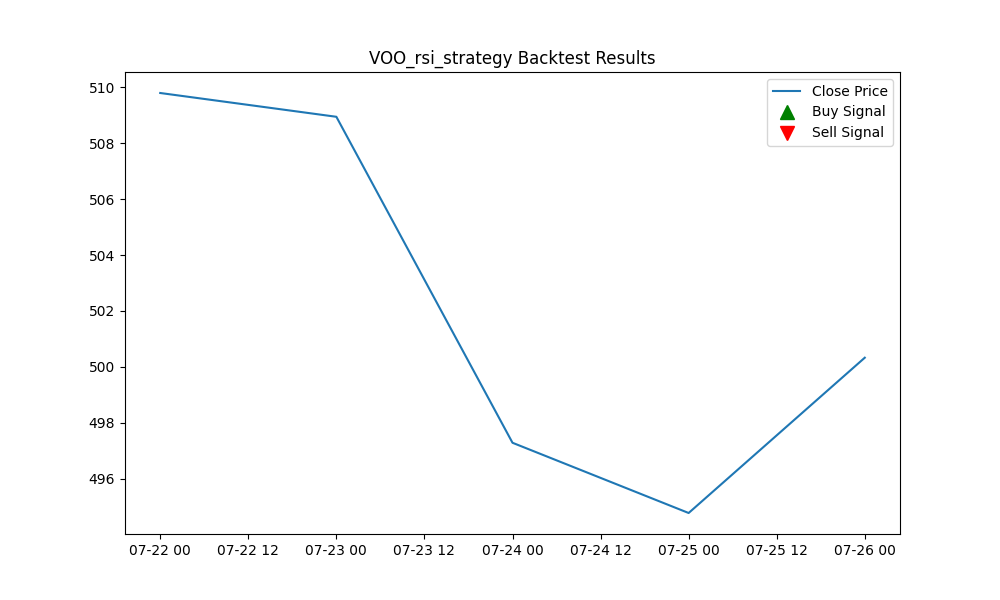 VOO_rsi_strategy Backtest Results
Close Price
Buy Signal
Sell Signal
510
508
506
504
502
500
498
496
07-22 00 07-22 12 07-23 00 07-23 12 07-24 00 07-24 12 07-25 00 07-25 12 07-26 00